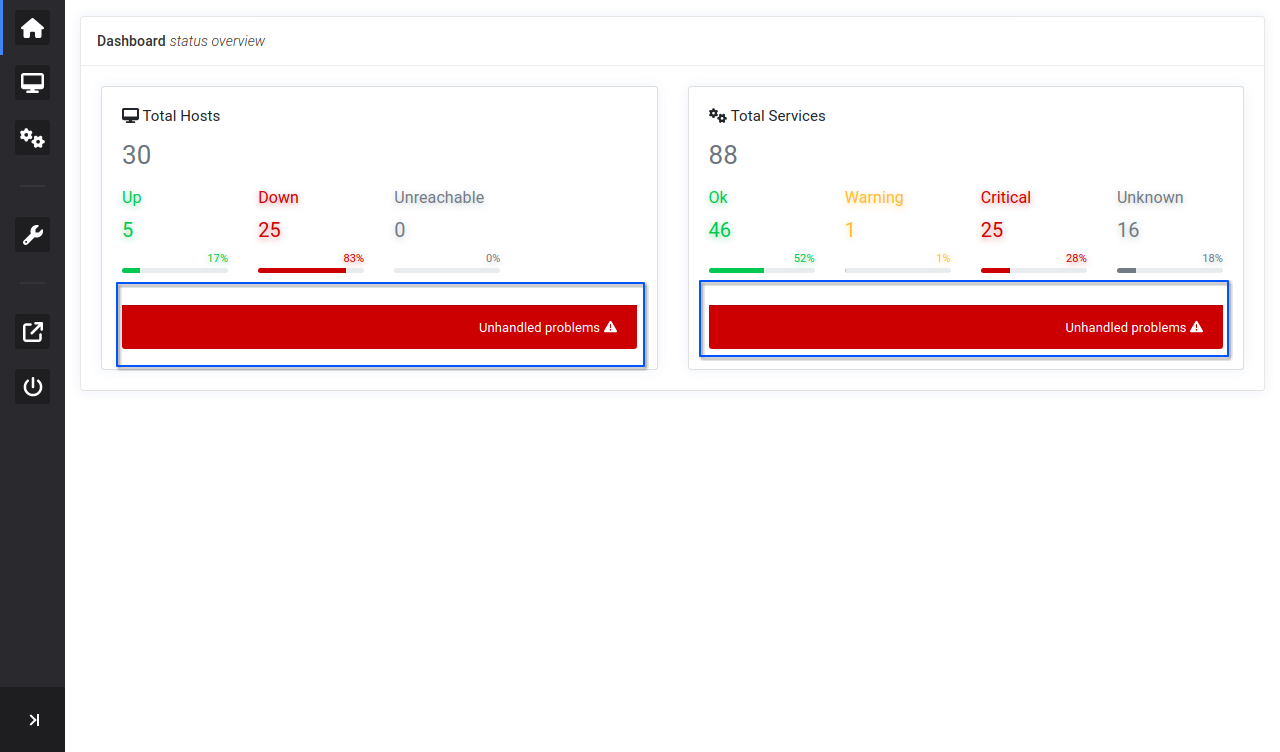 Dashboard status overview
Total Hosts
30
Up Down Unreachable
5 25 0
17% 83% 0%
Unhandled problems
Total Services
88
Ok Warning Critical Unknown
46 1 25 16
52% 1% 28% 18%
Unhandled problems